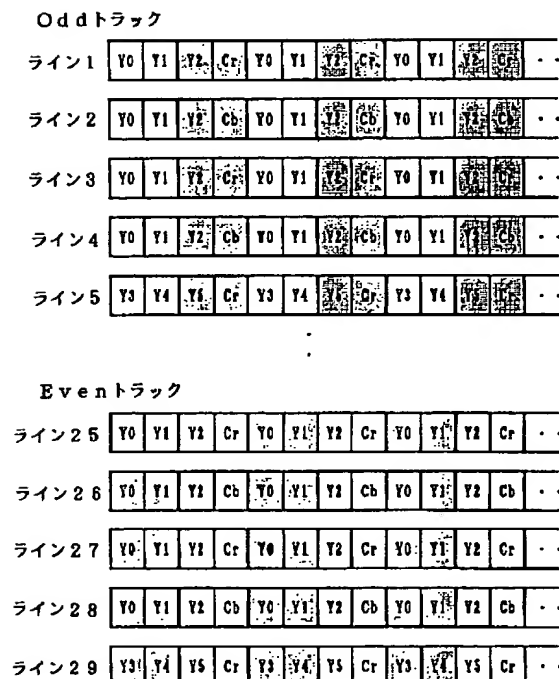 Oddトラック
ライン1 Y0 Y1 Y2 Cr Y0 Y1 Y2 Cr Y0 Y1 Y2 Cr ・・
ライン2 Y0 Y1 Y2 Cb Y0 Y1 Y2 Cb Y0 Y1 Y2 Cb ・・
ライン3 Y0 Y1 Y2 Cr Y0 Y1 Y2 Cr Y0 Y1 Y2 Cr ・・
ライン4 Y0 Y1 Y2 Cb Y0 Y1 Y2 Cb Y0 Y1 Y2 Cb ・・
ライン5 Y3 Y4 Y5 Cr Y3 Y4 Y5 Cr Y3 Y4 Y5 Cr ・・
:
Evenトラック
ライン25 Y0 Y1 Y2 Cr Y0 Y1 Y2 Cr Y0 Y1 Y2 Cr ・・
ライン26 Y0 Y1 Y2 Cb Y0 Y1 Y2 Cb Y0 Y1 Y2 Cb ・・
ライン27 Y0 Y1 Y2 Cr Y0 Y1 Y2 Cr Y0 Y1 Y2 Cr ・・
ライン28 Y0 Y1 Y2 Cb Y0 Y1 Y2 Cb Y0 Y1 Y2 Cb ・・
ライン29 Y3 Y4 Y5 Cr Y3 Y4 Y5 Cr Y3 Y4 Y5 Cr ・・